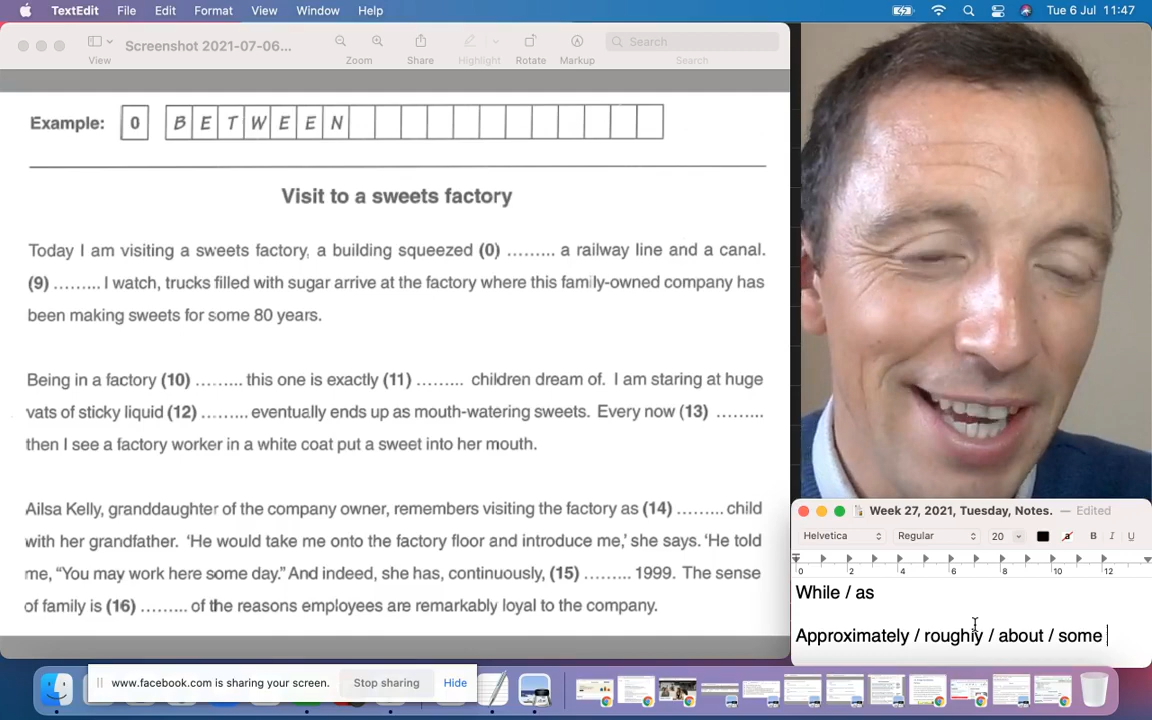 TextEdit File Edit Format View Window Help Tue 6 Jul 11:47
Screenshot 2021-07-06... Search
View Zoom Share Highlight Rotate Markup Search
Example: 0 BETWEEN
Visit to a sweets factory
Today I am visiting a sweets factory, a building squeezed (0) ......... a railway line and a canal.
(9) ......... I watch, trucks filled with sugar arrive at the factory where this family-owned company has
been making sweets for some 80 years.
Being in a factory (10) ......... this one is exactly (11) ......... children dream of. I am staring at huge
vats of sticky liquid (12) ......... eventually ends up as mouth-watering sweets. Every now (13) .........
then I see a factory worker in a white coat put a sweet into her mouth.
Ailsa Kelly, granddaughter of the company owner, remembers visiting the factory as (14) ......... child
with her grandfather. ‘He would take me onto the factory floor and introduce me,’ she says. ‘He told
me, “You may work here some day.” And indeed, she has, continuously, (15) ......... 1999. The sense
of family is (16) ......... of the reasons employees are remarkably loyal to the company.
Week 27, 2021, Tuesday, Notes. — Edited
Helvetica Regular 20 a B I U
0 2 4 6 8 10 12
While / as
Approximately / roughly / about / some
www.facebook.com is sharing your screen. Stop sharing Hide